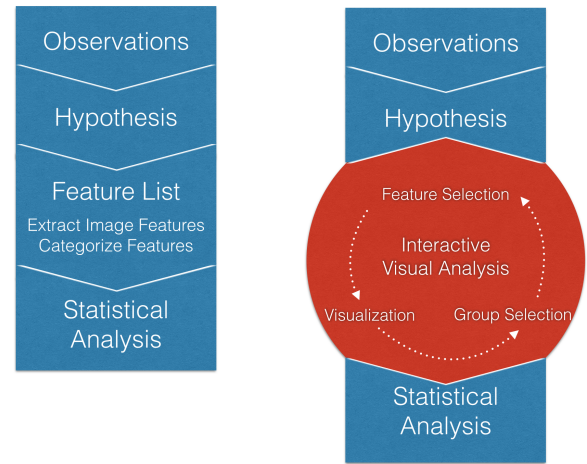 Observations
Hypothesis
Feature List
Extract Image Features
Categorize Features
Statistical
Analysis
Observations
Hypothesis
Feature Selection
Interactive
Visual Analysis
Visualization
Group Selection
Statistical
Analysis